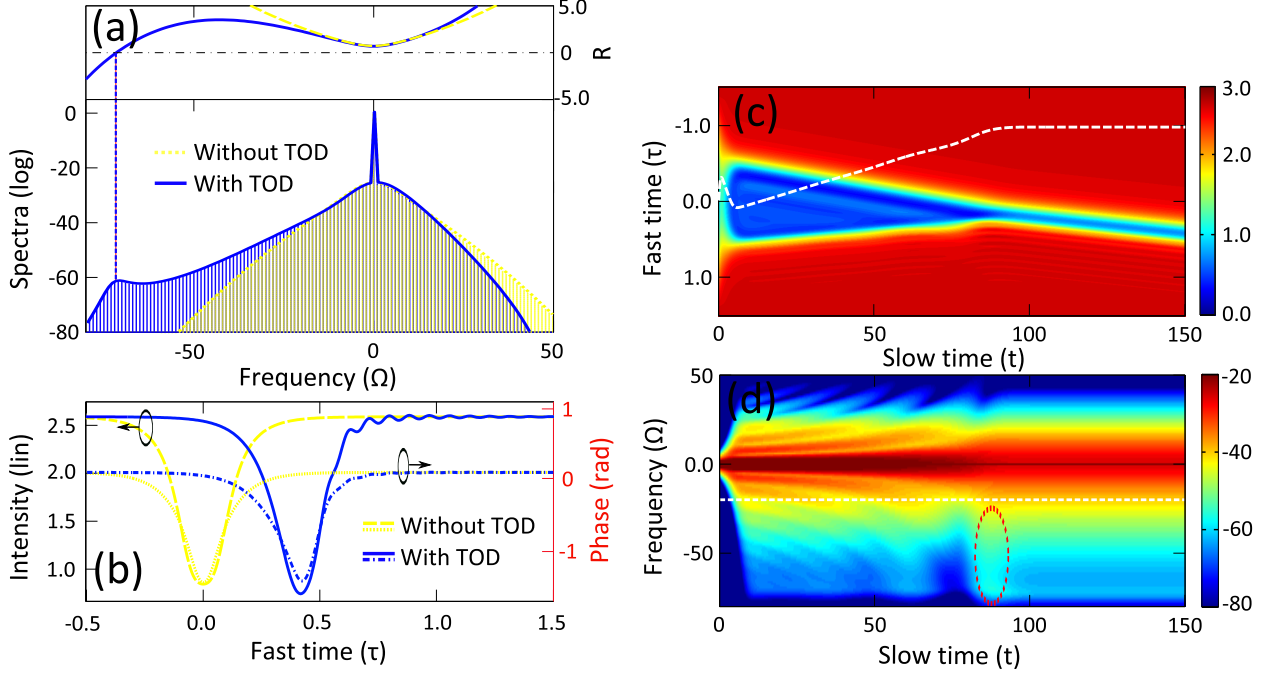 (a)
5.0
0
-5.0
R
0
-20
-40
-60
-80
Spectra (log)
Without TOD
With TOD
-50
0
50
Frequency (Ω)
(b)
2.5
2.0
1.5
1.0
Intensity (lin)
1
0
-1
Phase (rad)
Without TOD
With TOD
-0.5
0.0
0.5
1.0
1.5
Fast time (τ)
(c)
-1.0
0.0
1.0
Fast time (τ)
0
50
100
150
Slow time (t)
3.0
2.0
1.0
0.0
(d)
50
0.0
-50
Frequency (Ω)
0
50
100
150
Slow time (t)
-20
-40
-60
-80